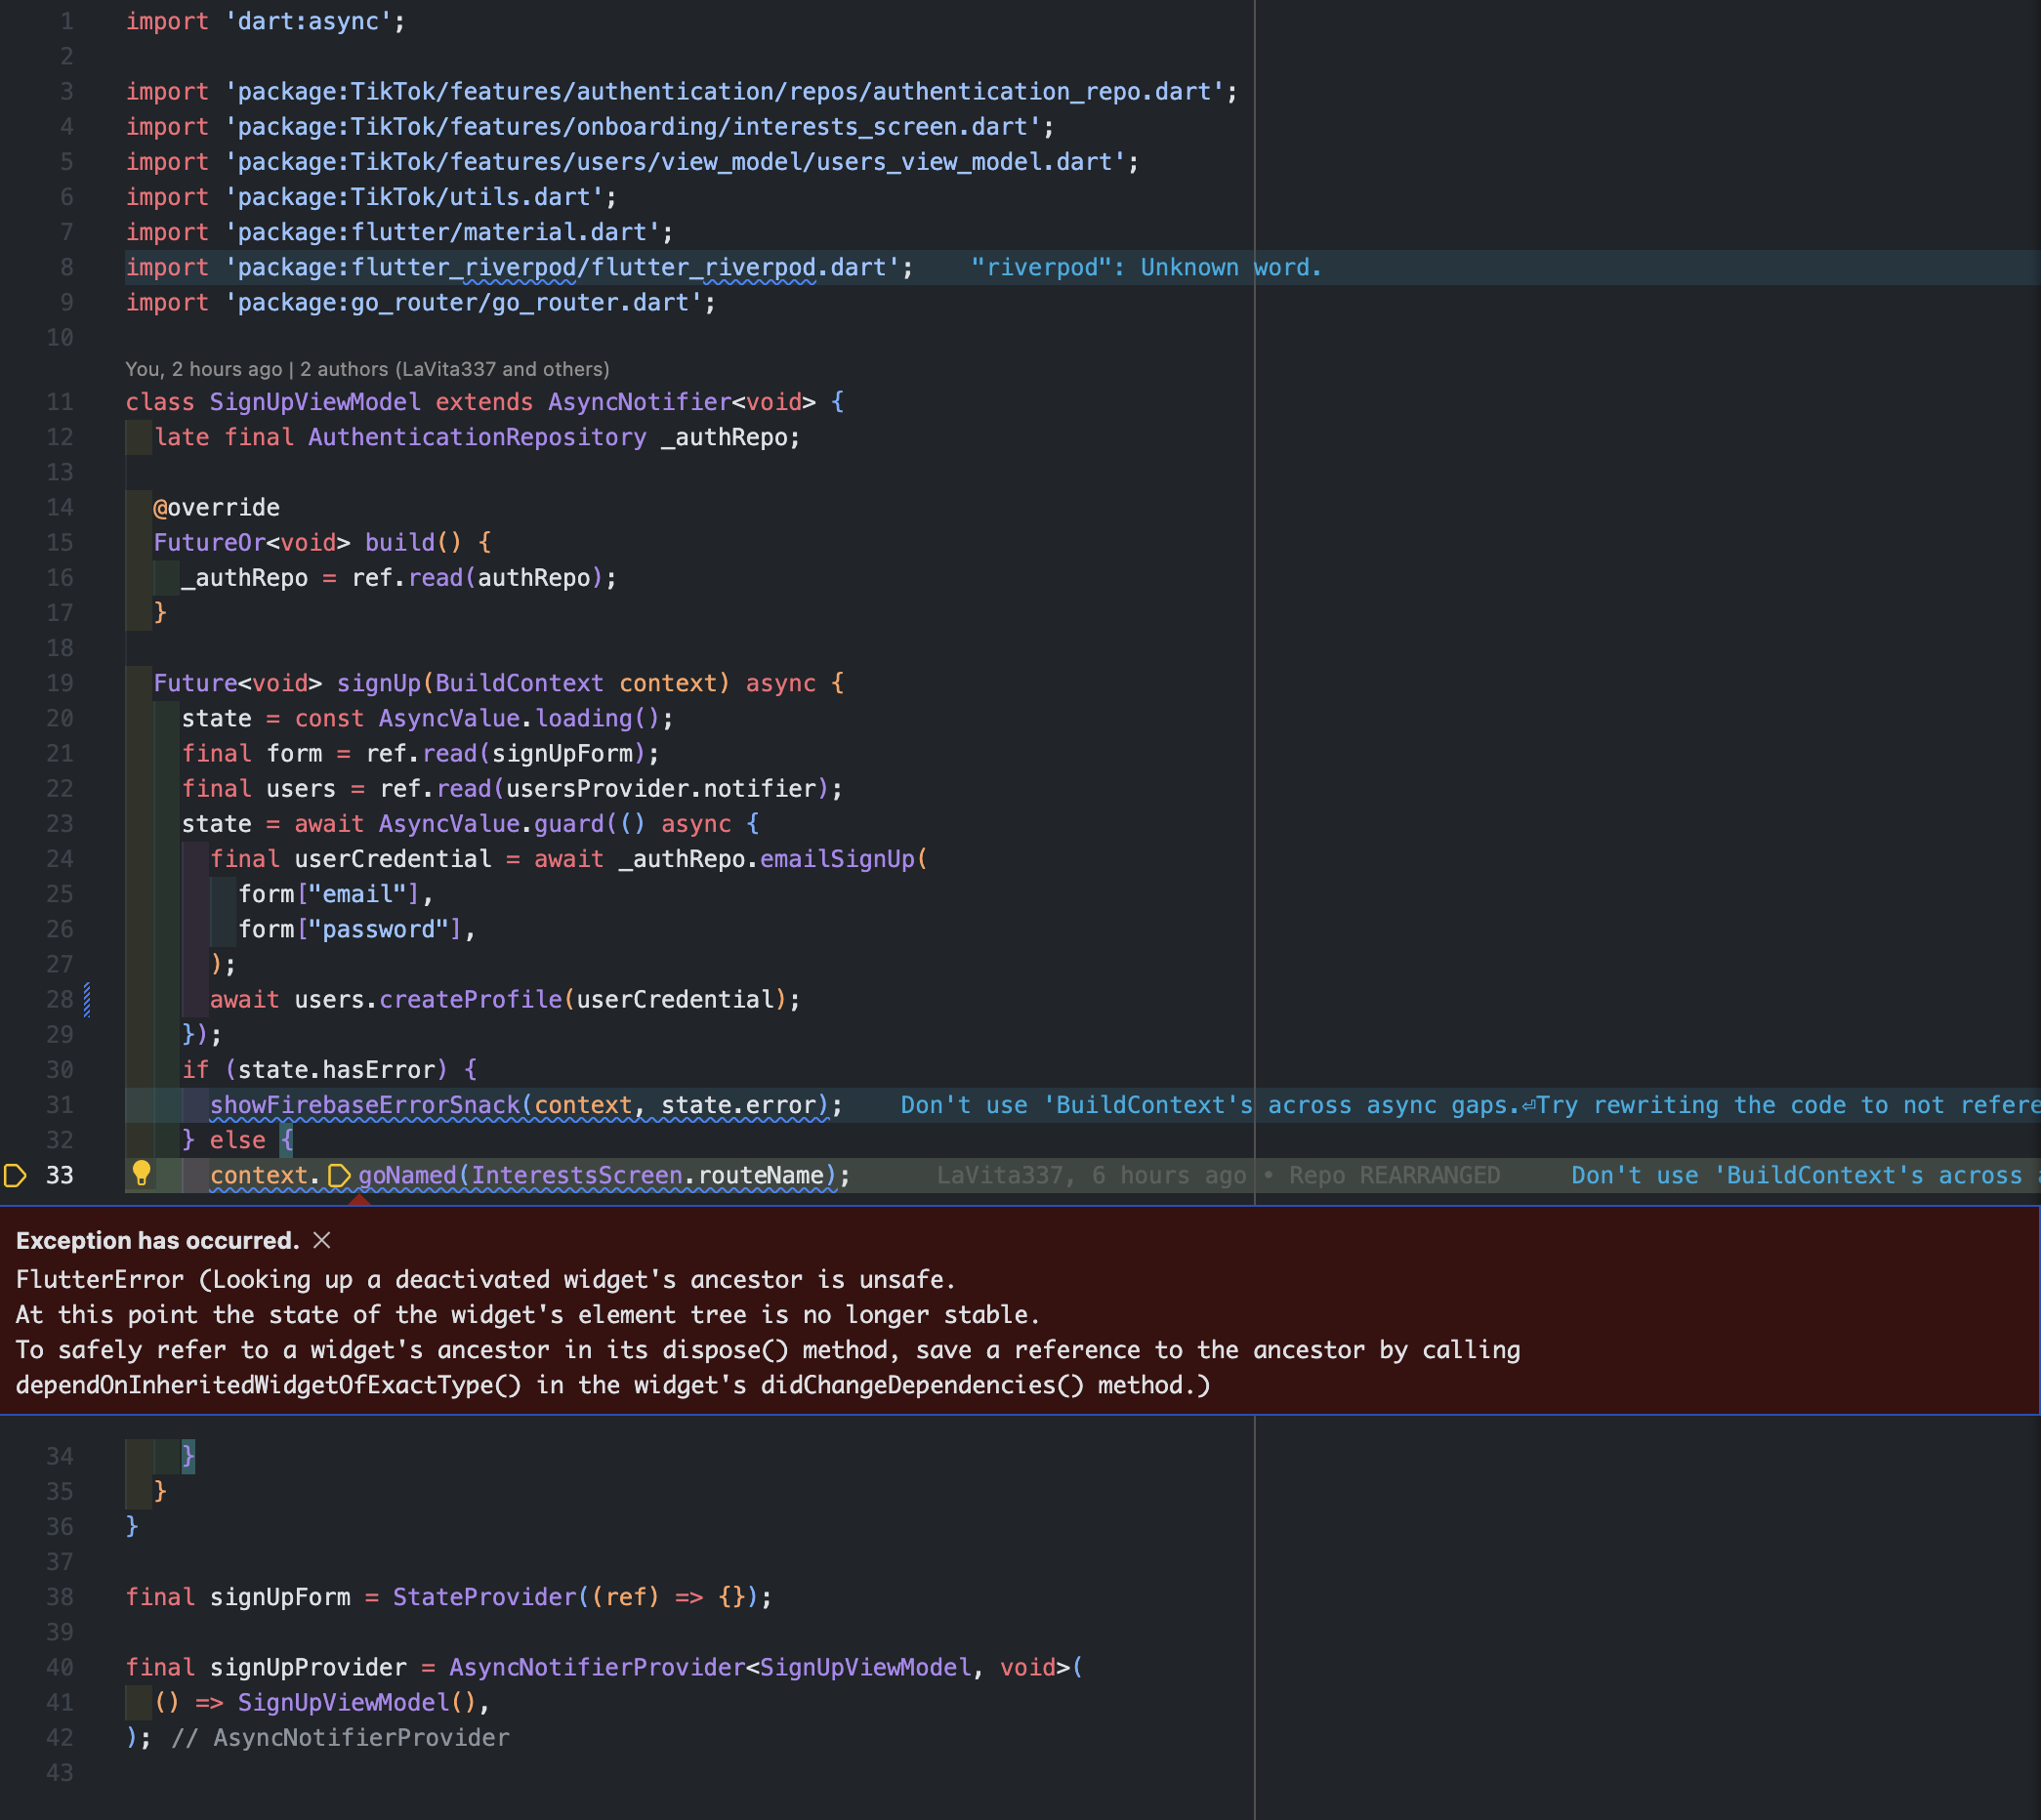 1 import 'dart:async';
2
3 import 'package:TikTok/features/authentication/repos/authentication_repo.dart';
4 import 'package:TikTok/features/onboarding/interests_screen.dart';
5 import 'package:TikTok/features/users/view_model/users_view_model.dart';
6 import 'package:TikTok/utils.dart';
7 import 'package:flutter/material.dart';
8 import 'package:flutter_riverpod/flutter_riverpod.dart'; "riverpod": Unknown word.
9 import 'package:go_router/go_router.dart';
10
You, 2 hours ago | 2 authors (LaVita337 and others)
11 class SignUpViewModel extends AsyncNotifier<void> {
12 late final AuthenticationRepository _authRepo;
13
14 @override
15 FutureOr<void> build() {
16 _authRepo = ref.read(authRepo);
17 }
18
19 Future<void> signUp(BuildContext context) async {
20 state = const AsyncValue.loading();
21 final form = ref.read(signUpForm);
22 final users = ref.read(usersProvider.notifier);
23 state = await AsyncValue.guard(() async {
24 final userCredential = await _authRepo.emailSignUp(
25 form["email"],
26 form["password"],
27 );
28 await users.createProfile(userCredential);
29 });
30 if (state.hasError) {
31 showFirebaseErrorSnack(context, state.error); Don't use 'BuildContext's across async gaps.⏎Try rewriting the code to not refere
32 } else {
33 context.goNamed(InterestsScreen.routeName); LaVita337, 6 hours ago • Repo REARRANGED Don't use 'BuildContext's across
Exception has occurred. ×
FlutterError (Looking up a deactivated widget's ancestor is unsafe.
At this point the state of the widget's element tree is no longer stable.
To safely refer to a widget's ancestor in its dispose() method, save a reference to the ancestor by calling
dependOnInheritedWidgetOfExactType() in the widget's didChangeDependencies() method.)
34 }
35 }
36 }
37
38 final signUpForm = StateProvider((ref) => {});
39
40 final signUpProvider = AsyncNotifierProvider<SignUpViewModel, void>(
41 () => SignUpViewModel(),
42 ); // AsyncNotifierProvider
43